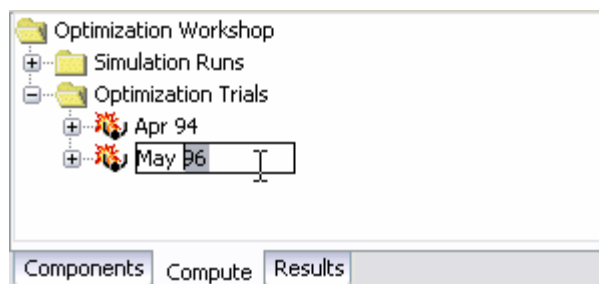 Optimization Workshop
Simulation Runs
Optimization Trials
Apr 94
May 96
Components Compute Results